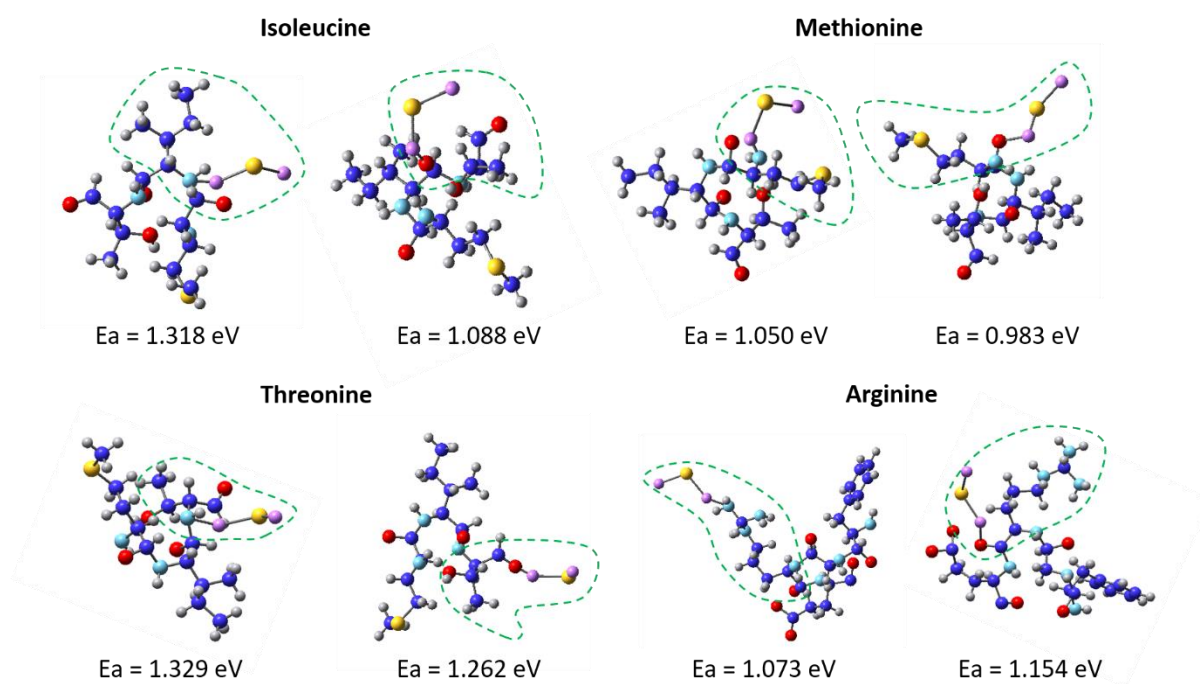 Isoleucine
Methionine
Ea = 1.318 eV
Ea = 1.088 eV
Ea = 1.050 eV
Ea = 0.983 eV
Threonine
Arginine
Ea = 1.329 eV
Ea = 1.262 eV
Ea = 1.073 eV
Ea = 1.154 eV